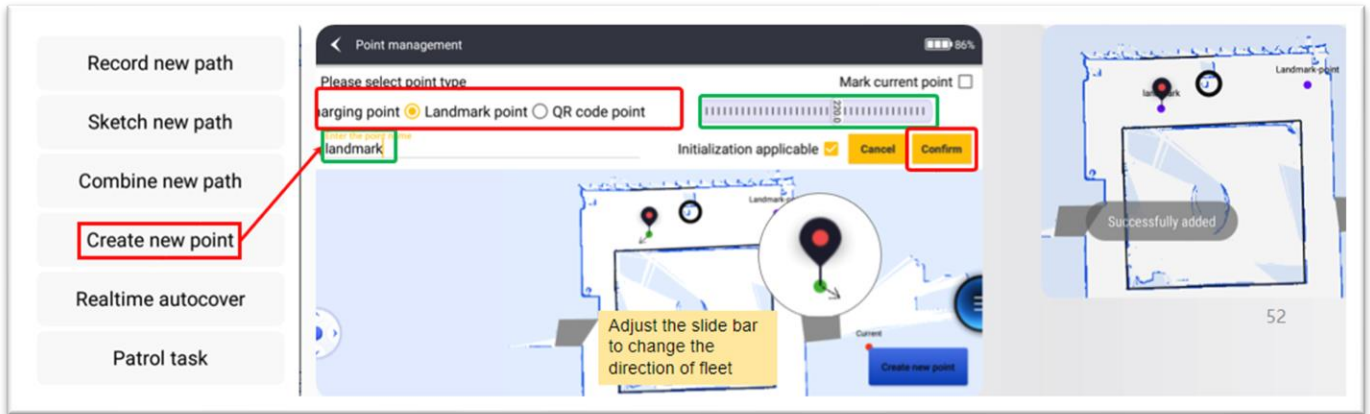 Record new path
Sketch new path
Combine new path
Create new point
Realtime autocover
Patrol task
Point management
86%
Please select point type
Mark current point
arging point Landmark point QR code point
220.0
Enter the point name
landmark
Initialization applicable
Cancel
Confirm
Adjust the slide bar
to change the
direction of fleet
Current
Create new point
Landmark-point
Successfully added
52